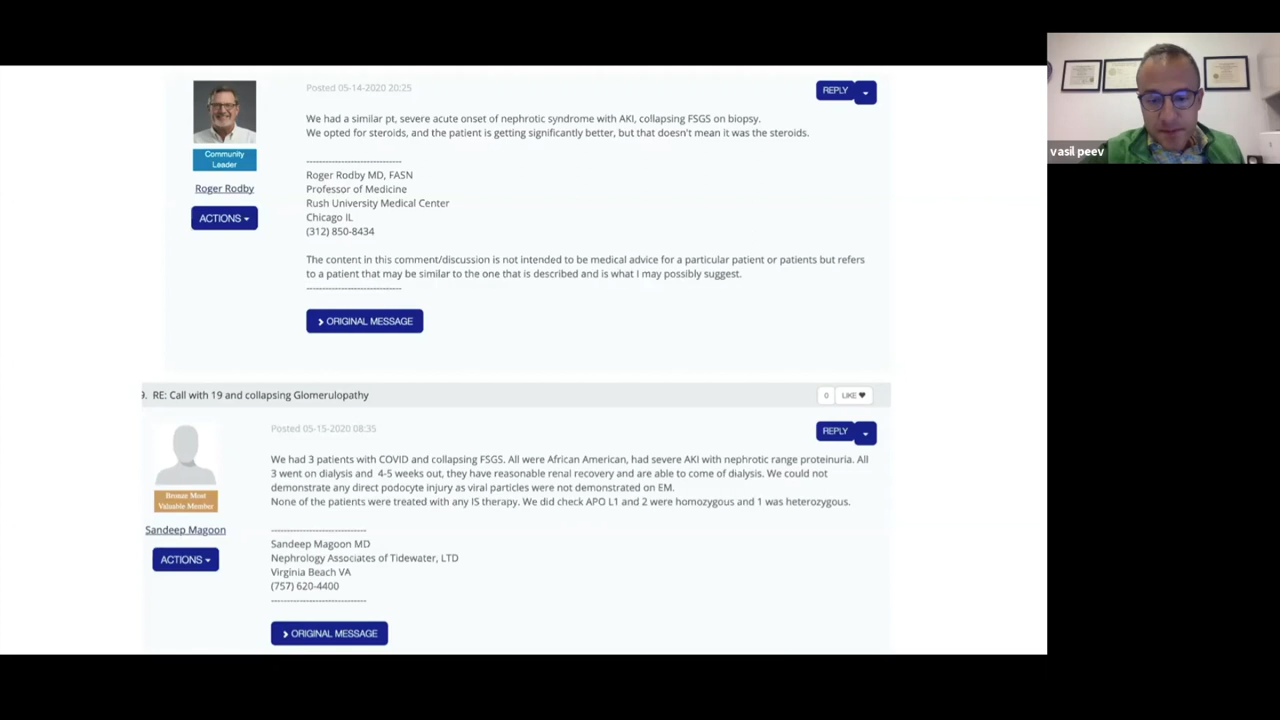 Posted 05-14-2020 20:25
REPLY
We had a similar pt, severe acute onset of nephrotic syndrome with AKI, collapsing FSGS on biopsy.
We opted for steroids, and the patient is getting significantly better, but that doesn't mean it was the steroids.
------------------------------
Community
Leader
Roger Rodby
ACTIONS
Roger Rodby MD, FASN
Professor of Medicine
Rush University Medical Center
Chicago IL
(312) 850-8434
The content in this comment/discussion is not intended to be medical advice for a particular patient or patients but refers
to a patient that may be similar to the one that is described and is what I may possibly suggest.
------------------------------
ORIGINAL MESSAGE
9. RE: Call with 19 and collapsing Glomerulopathy
0 LIKE
Posted 05-15-2020 08:35
REPLY
We had 3 patients with COVID and collapsing FSGS. All were African American, had severe AKI with nephrotic range proteinuria. All
3 went on dialysis and 4-5 weeks out, they have reasonable renal recovery and are able to come of dialysis. We could not
demonstrate any direct podocyte injury as viral particles were not demonstrated on EM.
None of the patients were treated with any IS therapy. We did check APO L1 and 2 were homozygous and 1 was heterozygous.
Bronze Most
Valuable Member
Sandeep Magoon
ACTIONS
------------------------------
Sandeep Magoon MD
Nephrology Associates of Tidewater, LTD
Virginia Beach VA
(757) 620-4400
------------------------------
ORIGINAL MESSAGE
vasil peev